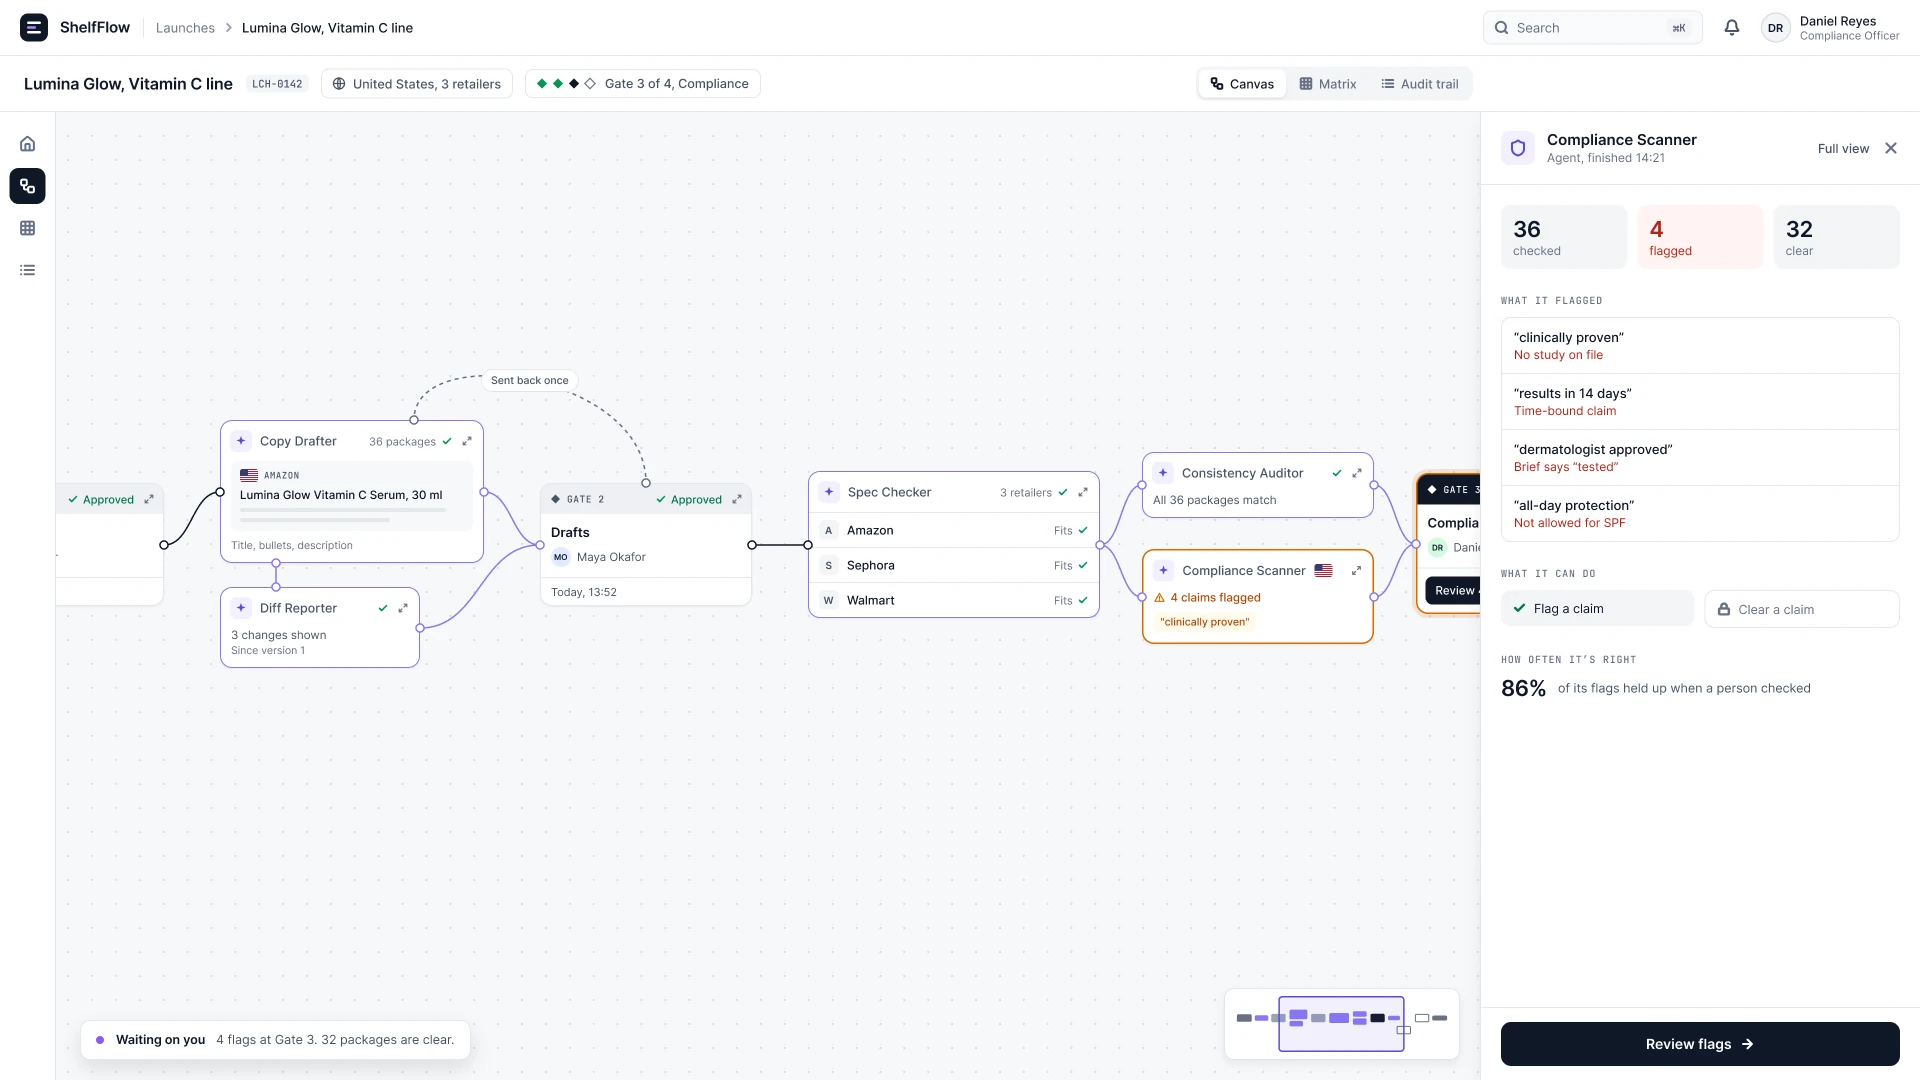 ShelfFlow
Launches
Lumina Glow, Vitamin C line
Search
⌘K
DR
Daniel Reyes
Compliance Officer
Lumina Glow, Vitamin C line
LCH-0142
United States, 3 retailers
Gate 3 of 4, Compliance
Canvas
Matrix
Audit trail
Sent back once
Approved
Copy Drafter
36 packages
AMAZON
Lumina Glow Vitamin C Serum, 30 ml
Title, bullets, description
Diff Reporter
3 changes shown
Since version 1
GATE 2
Approved
Drafts
MO
Maya Okafor
Today, 13:52
Spec Checker
3 retailers
A
Amazon
Fits
S
Sephora
Fits
W
Walmart
Fits
Consistency Auditor
All 36 packages match
Compliance Scanner
4 claims flagged
"clinically proven"
GATE 3
Complia
DR
Danie
Review
Waiting on you
4 flags at Gate 3. 32 packages are clear.
Compliance Scanner
Agent, finished 14:21
Full view
36
checked
4
flagged
32
clear
WHAT IT FLAGGED
“clinically proven”
No study on file
“results in 14 days”
Time-bound claim
“dermatologist approved”
Brief says “tested”
“all-day protection”
Not allowed for SPF
WHAT IT CAN DO
Flag a claim
Clear a claim
HOW OFTEN IT’S RIGHT
86%
of its flags held up when a person checked
Review flags